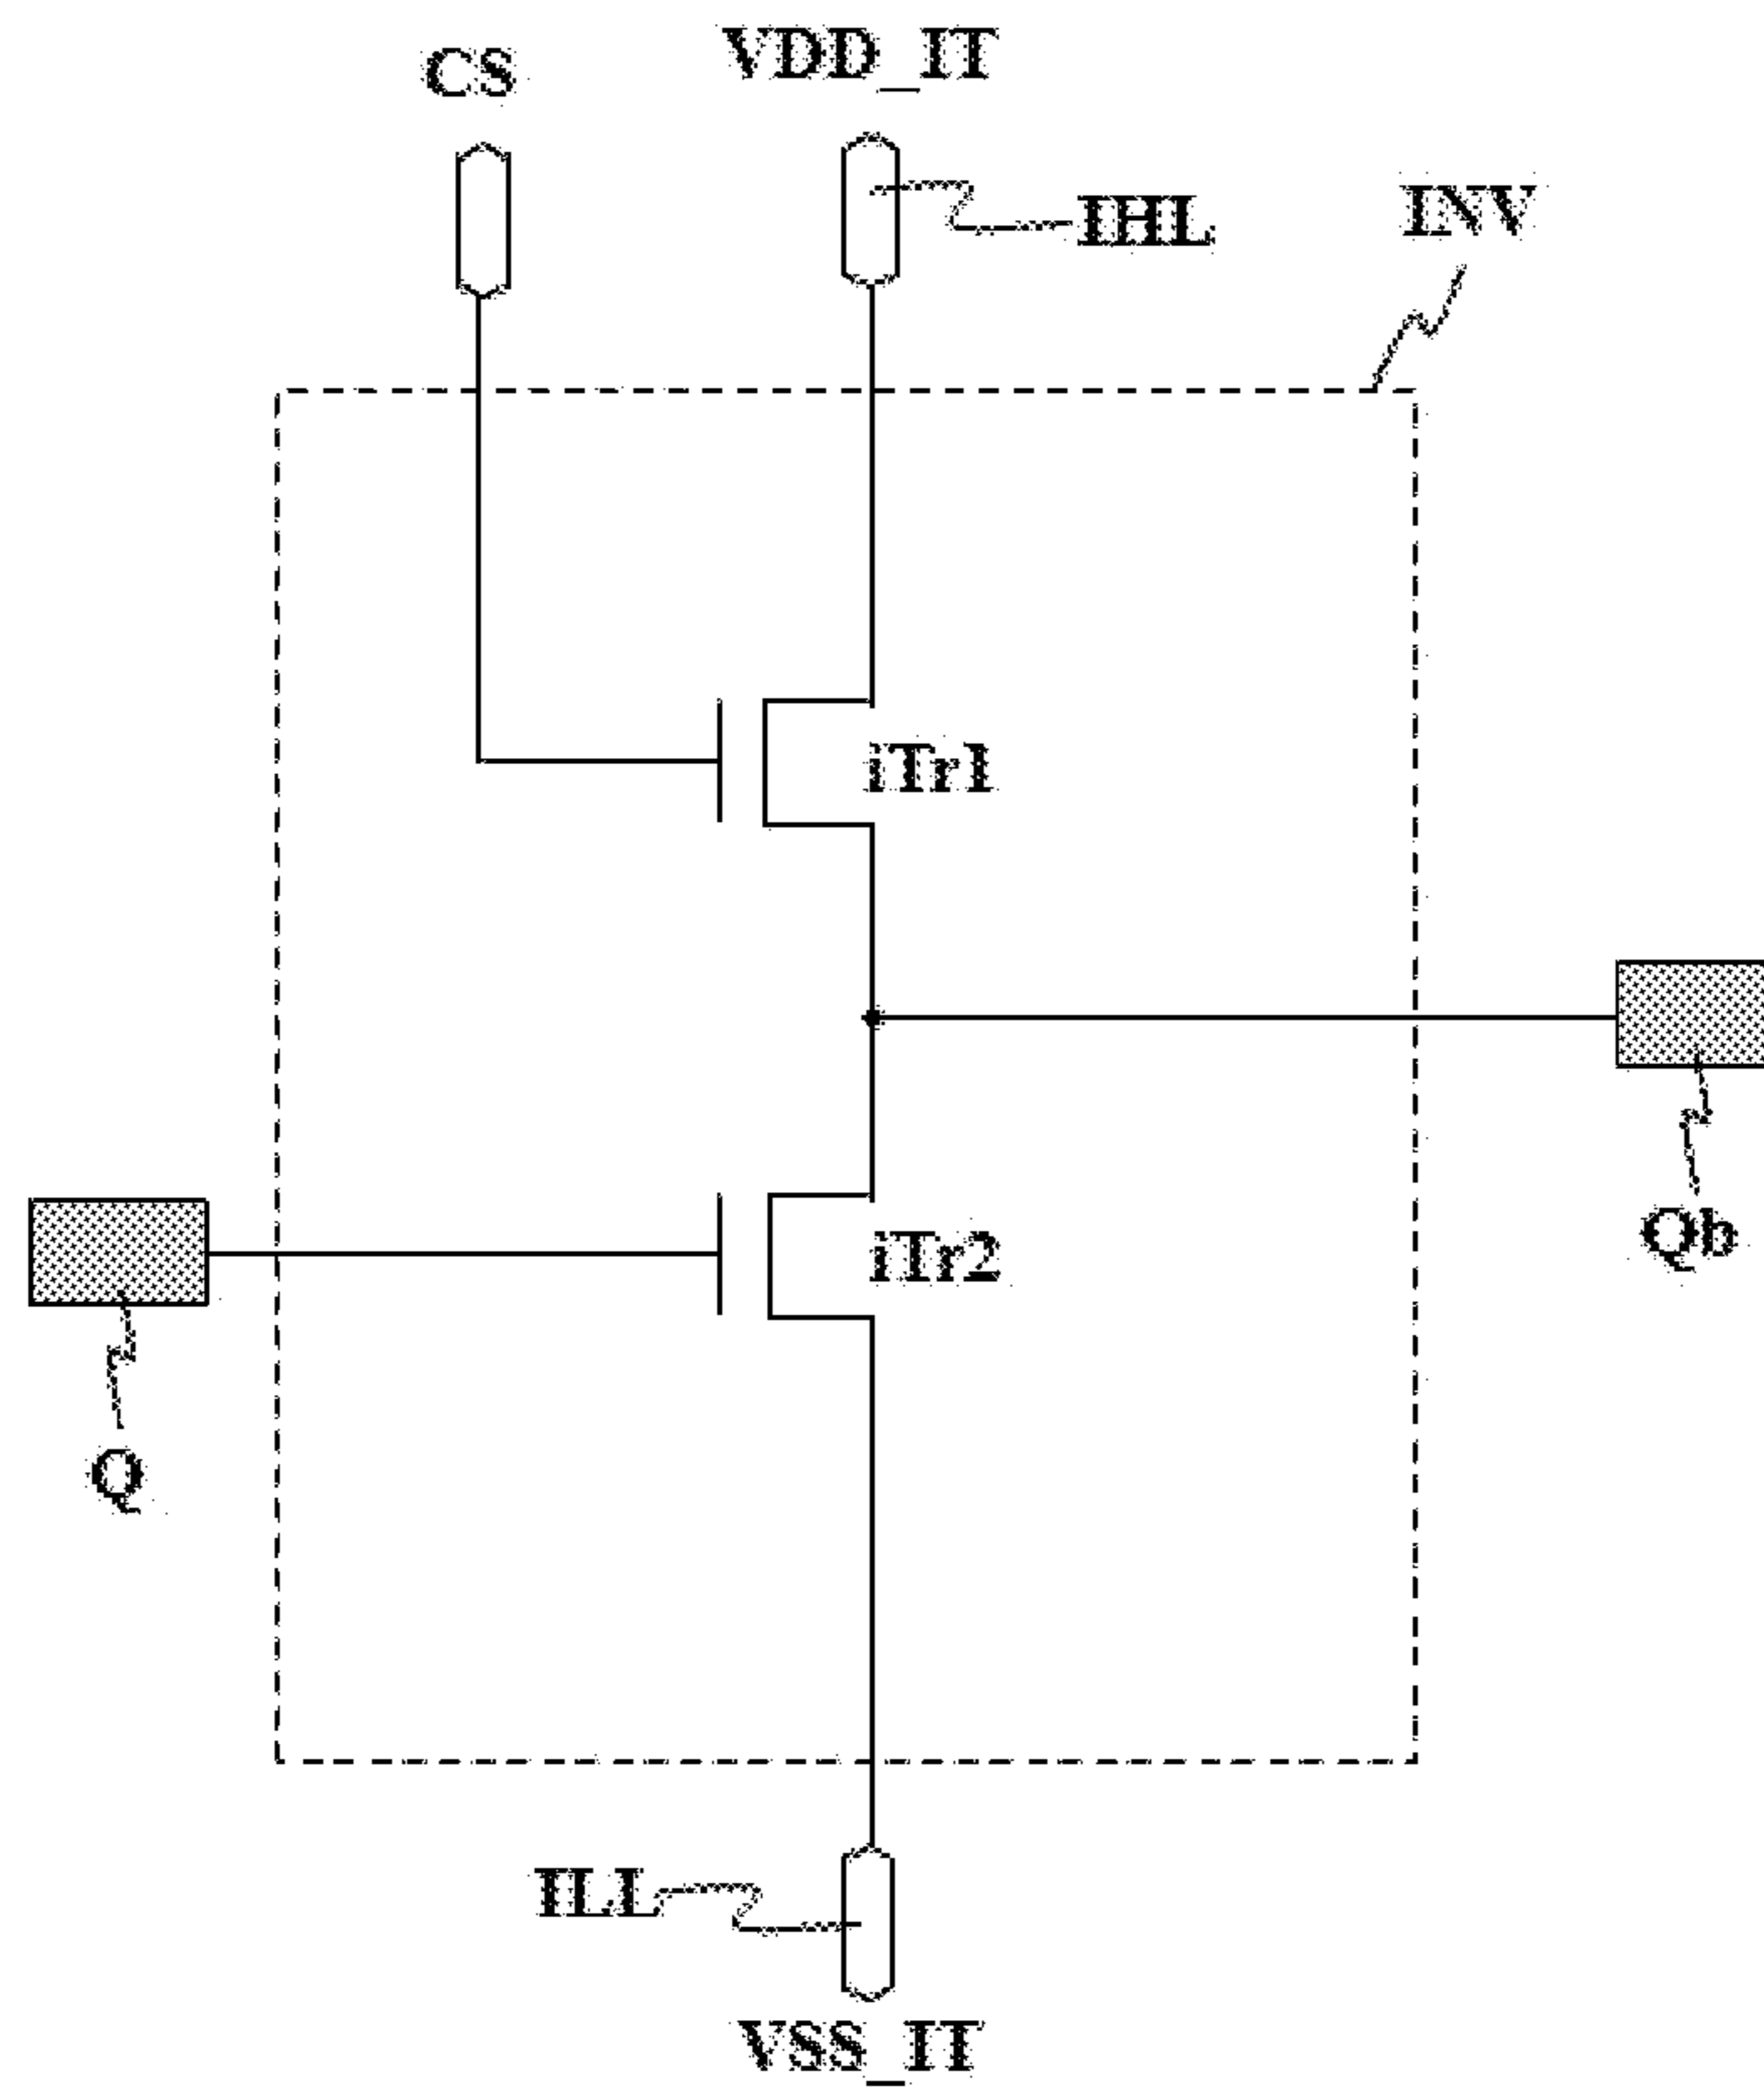 CS
VDD_IT
IHL
INV
iTr1
Qb
iTr2
Q
ILL
VSS_IT